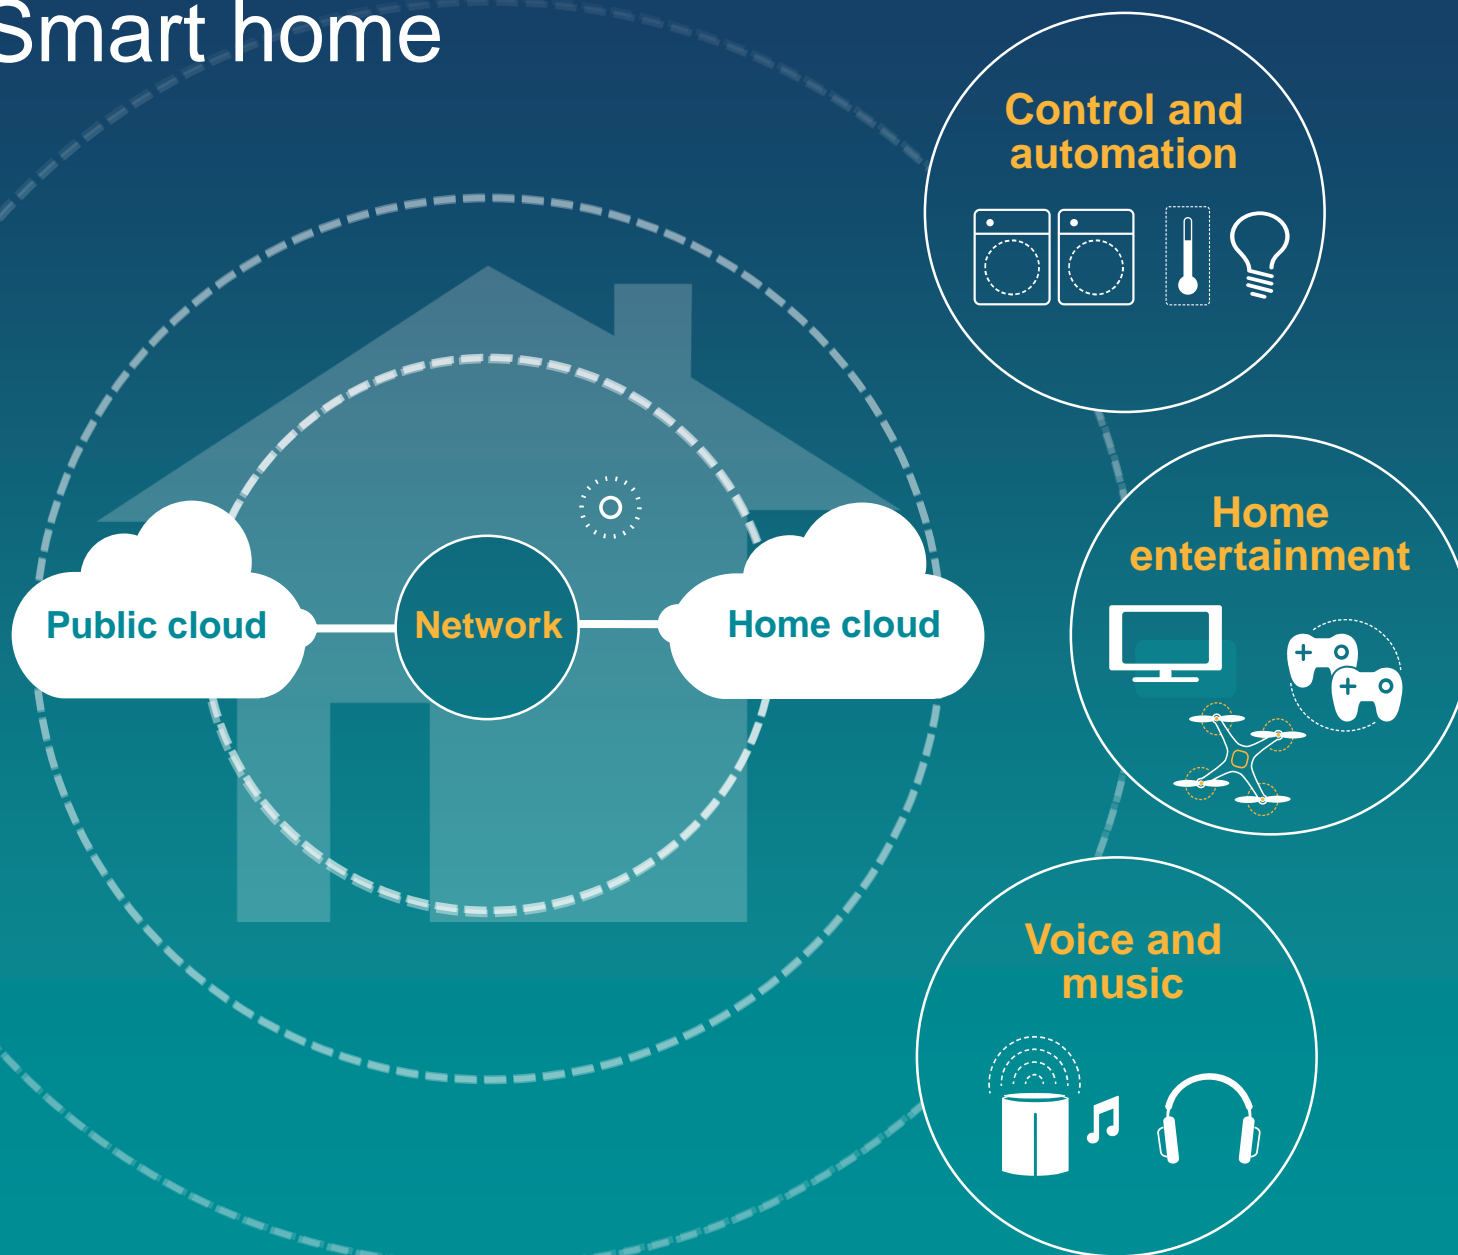 Smart home
Control and
automation
Home
entertainment
Public cloud
Network
Home cloud
Voice and
music